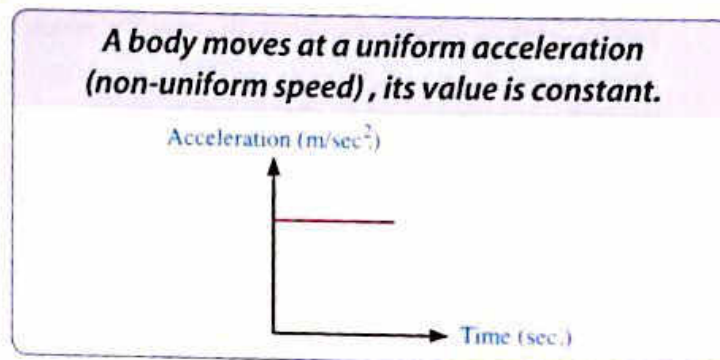 A body moves at a uniform acceleration
(non-uniform speed), its value is constant.
Acceleration (m/sec².)
Time (sec.)